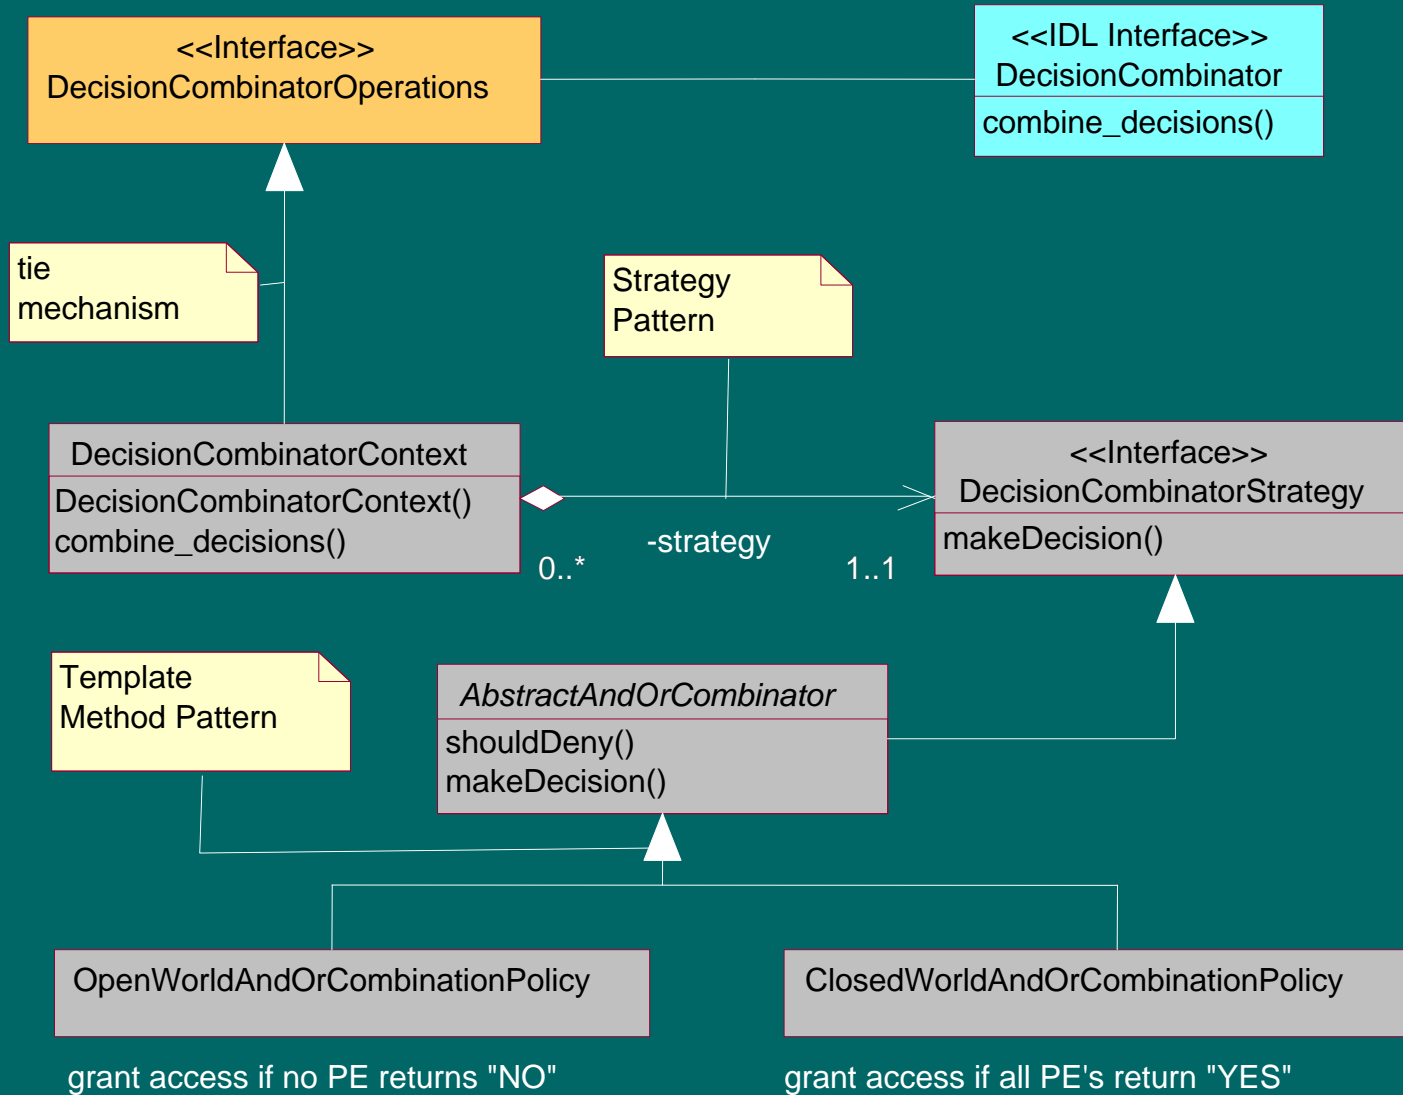 <<Interface>>
DecisionCombinatorOperations
<<IDL Interface>>
DecisionCombinator
combine_decisions()
tie
mechanism
Strategy
Pattern
DecisionCombinatorContext
DecisionCombinatorContext()
combine_decisions()
0..*
-strategy
1..1
<<Interface>>
DecisionCombinatorStrategy
makeDecision()
Template
Method Pattern
AbstractAndOrCombinator
shouldDeny()
makeDecision()
OpenWorldAndOrCombinationPolicy
ClosedWorldAndOrCombinationPolicy
grant access if no PE returns "NO"
grant access if all PE's return "YES"